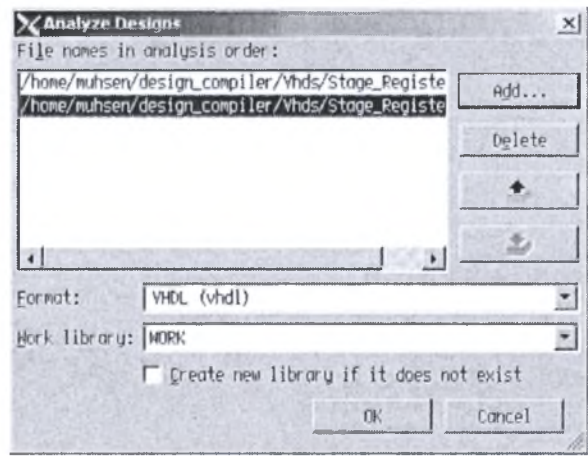 Analyze Designs
File names in analysis order:
/home/muhsen/design_compiler/Vhds/Stage_Registe
/home/muhsen/design_compiler/Vhds/Stage_Registe
Add...
Delete
Format: VHDL (vhdl)
Work library: WORK
Create new library if it does not exist
OK Cancel